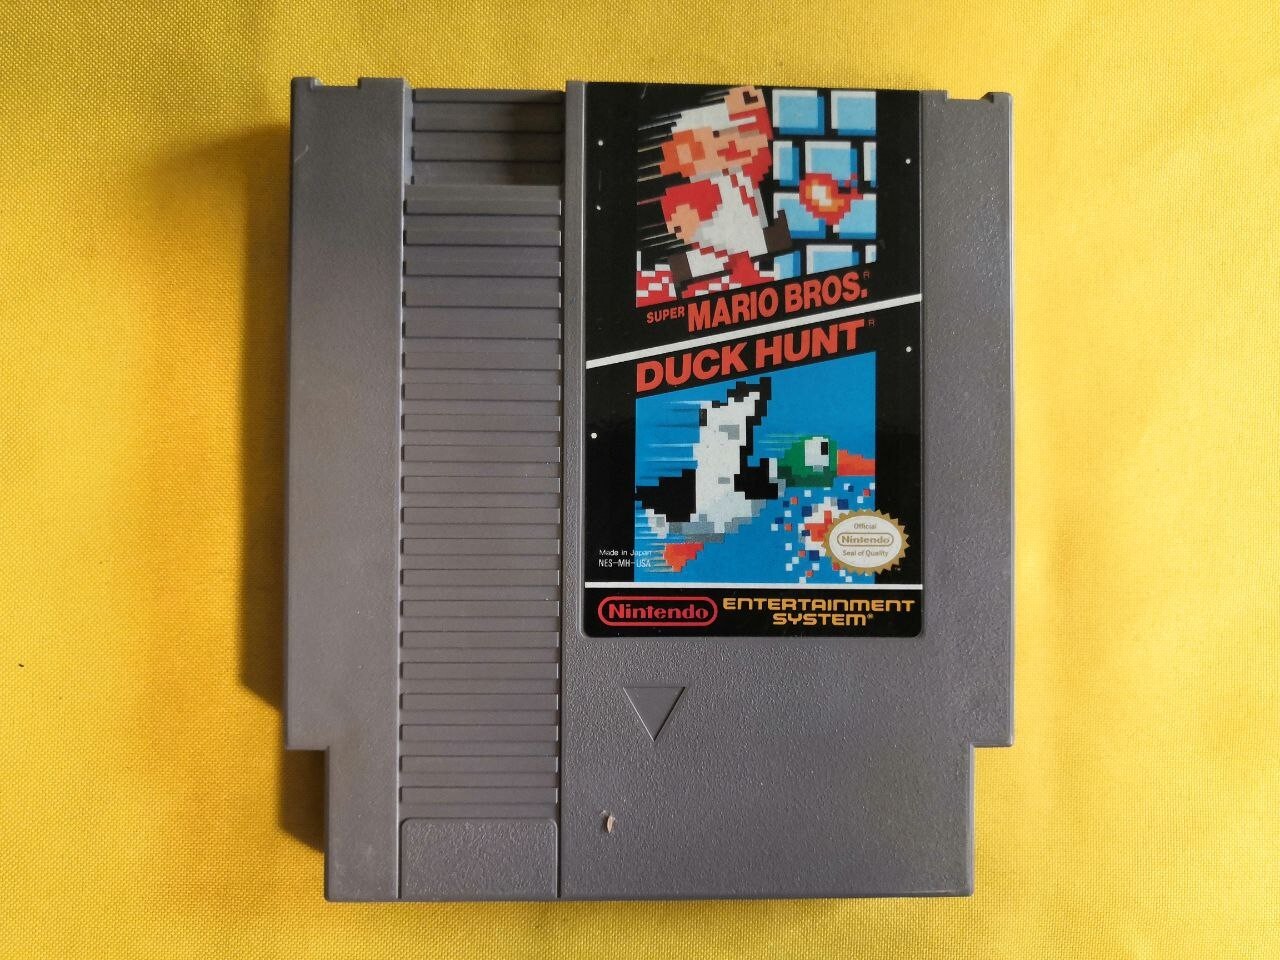 SUPER MARIO BROS.®
DUCK HUNT®
Official
Nintendo
Seal of Quality
Made in Japan
NES-MH-USA
Nintendo ENTERTAINMENT
SYSTEM®